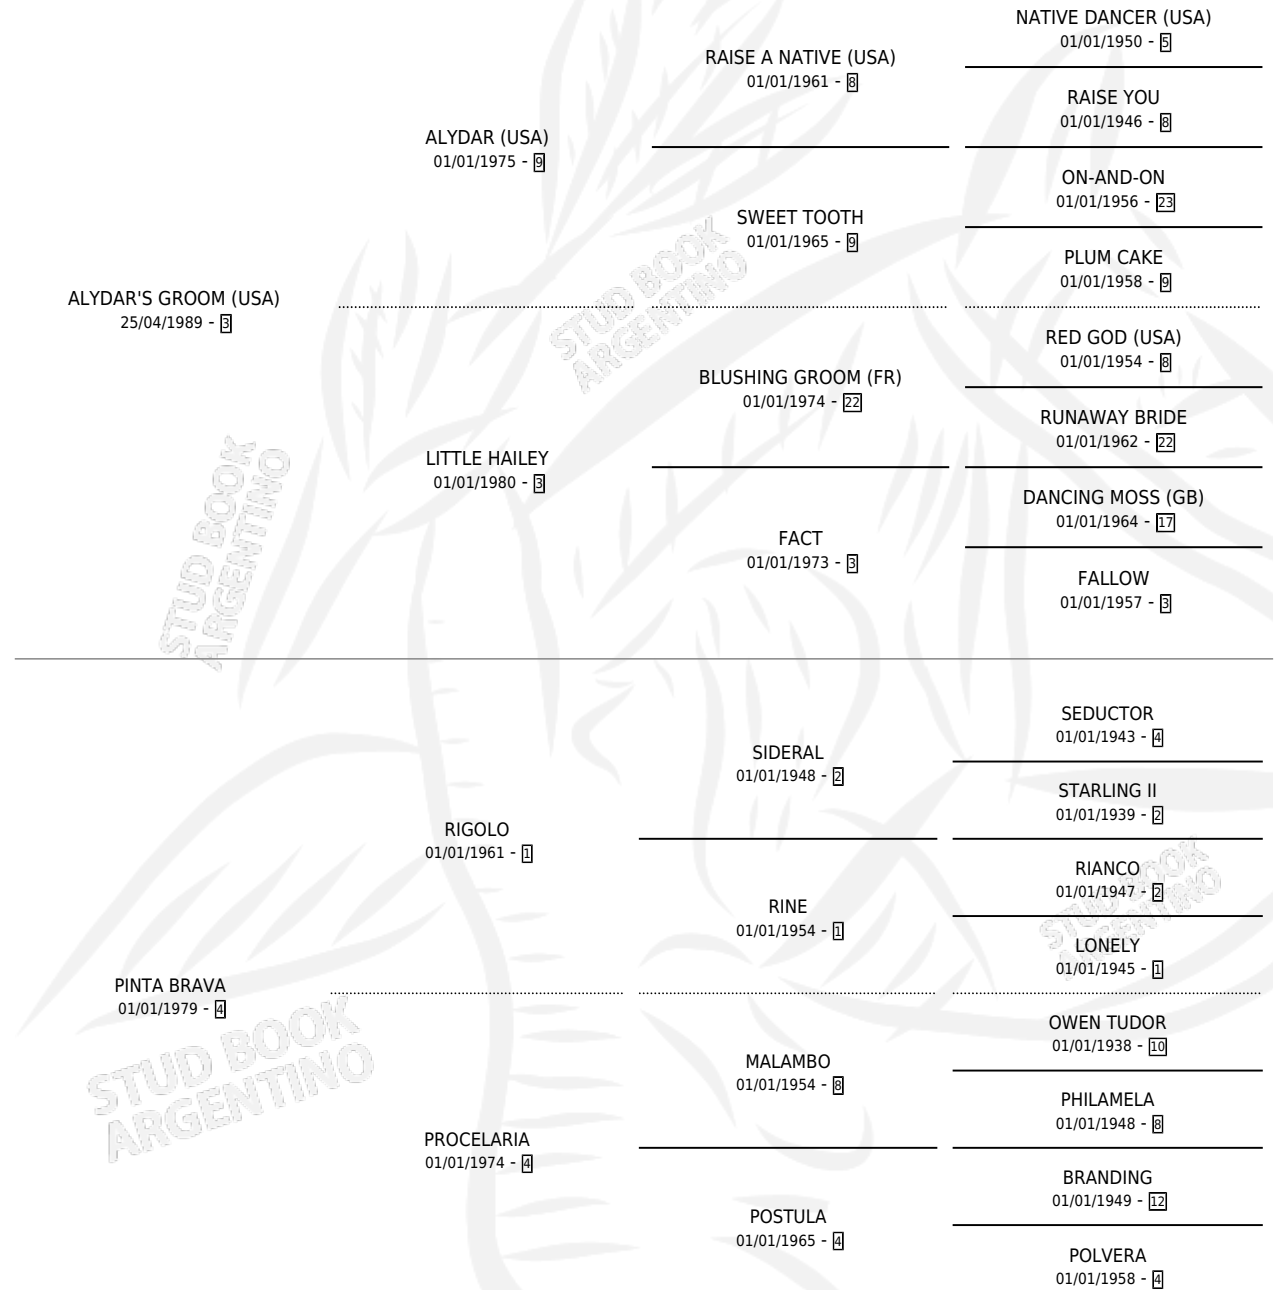 NATIVE DANCER (USA)
01/01/1950 - 5
RAISE A NATIVE (USA)
01/01/1961 - 8
RAISE YOU
01/01/1946 - 8
ALYDAR (USA)
01/01/1975 - 9
ON-AND-ON
01/01/1956 - 23
SWEET TOOTH
01/01/1965 - 9
PLUM CAKE
01/01/1958 - 9
ALYDAR'S GROOM (USA)
25/04/1989 - 3
RED GOD (USA)
01/01/1954 - 8
BLUSHING GROOM (FR)
01/01/1974 - 22
RUNAWAY BRIDE
01/01/1962 - 22
LITTLE HAILEY
01/01/1980 - 3
DANCING MOSS (GB)
01/01/1964 - 17
FACT
01/01/1973 - 3
FALLOW
01/01/1957 - 3
SEDUCTOR
01/01/1943 - 4
SIDERAL
01/01/1948 - 2
STARLING II
01/01/1939 - 2
RIGOLO
01/01/1961 - 1
RIANCO
01/01/1947 - 2
RINE
01/01/1954 - 1
LONELY
01/01/1945 - 1
PINTA BRAVA
01/01/1979 - 4
OWEN TUDOR
01/01/1938 - 10
MALAMBO
01/01/1954 - 8
PHILAMELA
01/01/1948 - 8
PROCELARIA
01/01/1974 - 4
BRANDING
01/01/1949 - 12
POSTULA
01/01/1965 - 4
POLVERA
01/01/1958 - 4
STUD BOOK
ARGENTINO
STUD BOOK
ARGENTINO
STUD BOOK
ARGENTINO
STUD BOOK
ARGENTINO